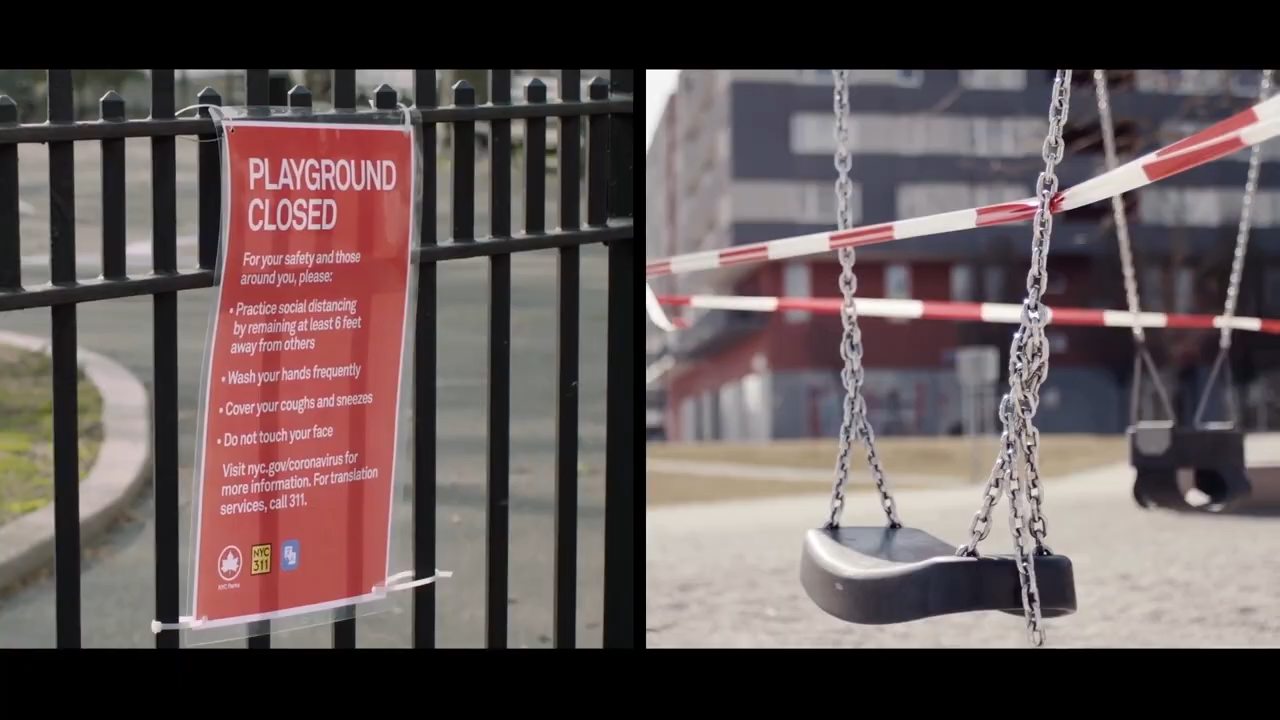 PLAYGROUND
CLOSED
For your safety and those
around you, please:
• Practice social distancing
by remaining at least 6 feet
away from others
• Wash your hands frequently
• Cover your coughs and sneezes
• Do not touch your face
Visit nyc.gov/coronavirus for
more information. For translation
services, call 311.
NYC
311
NYC Parks